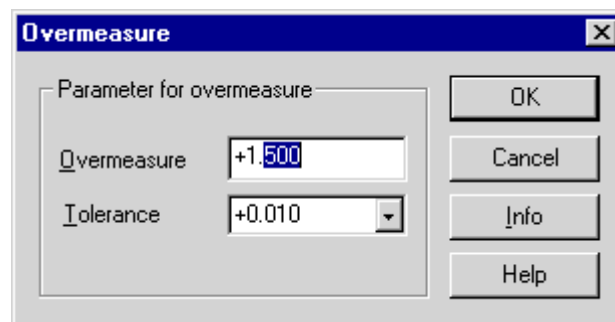 Overmeasure
Parameter for overmeasure
Overmeasure +1.500
Tolerance +0.010
OK
Cancel
Info
Help